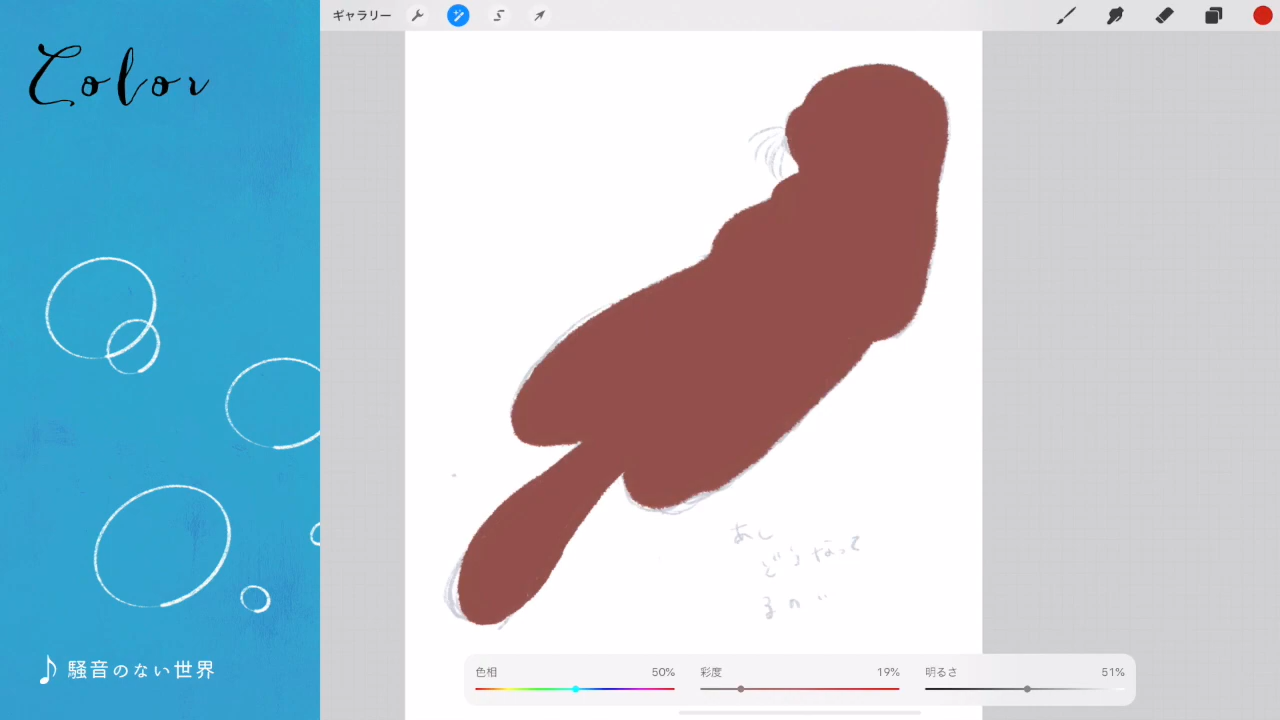 Color
ギャラリー
あし
どうなって
るの
色相 50% 彩度 19% 明るさ 51%
♪ 騒音のない世界